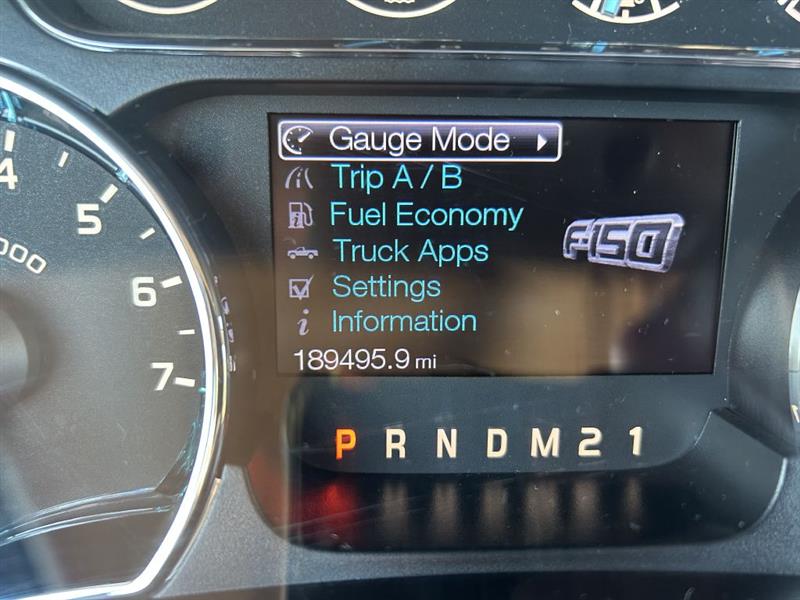 Gauge Mode
Trip A / B
Fuel Economy
Truck Apps
Settings
Information
189495.9 mi
F-150
4
5
6
7
P R N D M 2 1